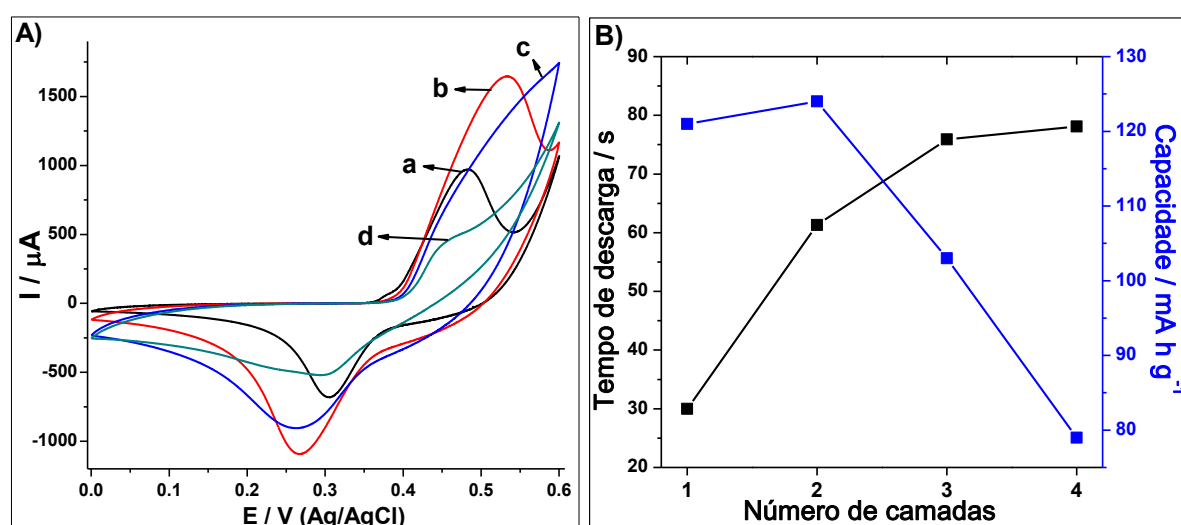 A)
1500
1000
500
0
-500
-1000
I / μA
a
b
c
d
0.0 0.1 0.2 0.3 0.4 0.5 0.6
E / V (Ag/AgCl)
B)
90
80
70
60
50
40
30
20
Tempo de descarga / s
130
120
110
100
90
80
Capacidade / mA h g⁻¹
1 2 3 4
Número de camadas